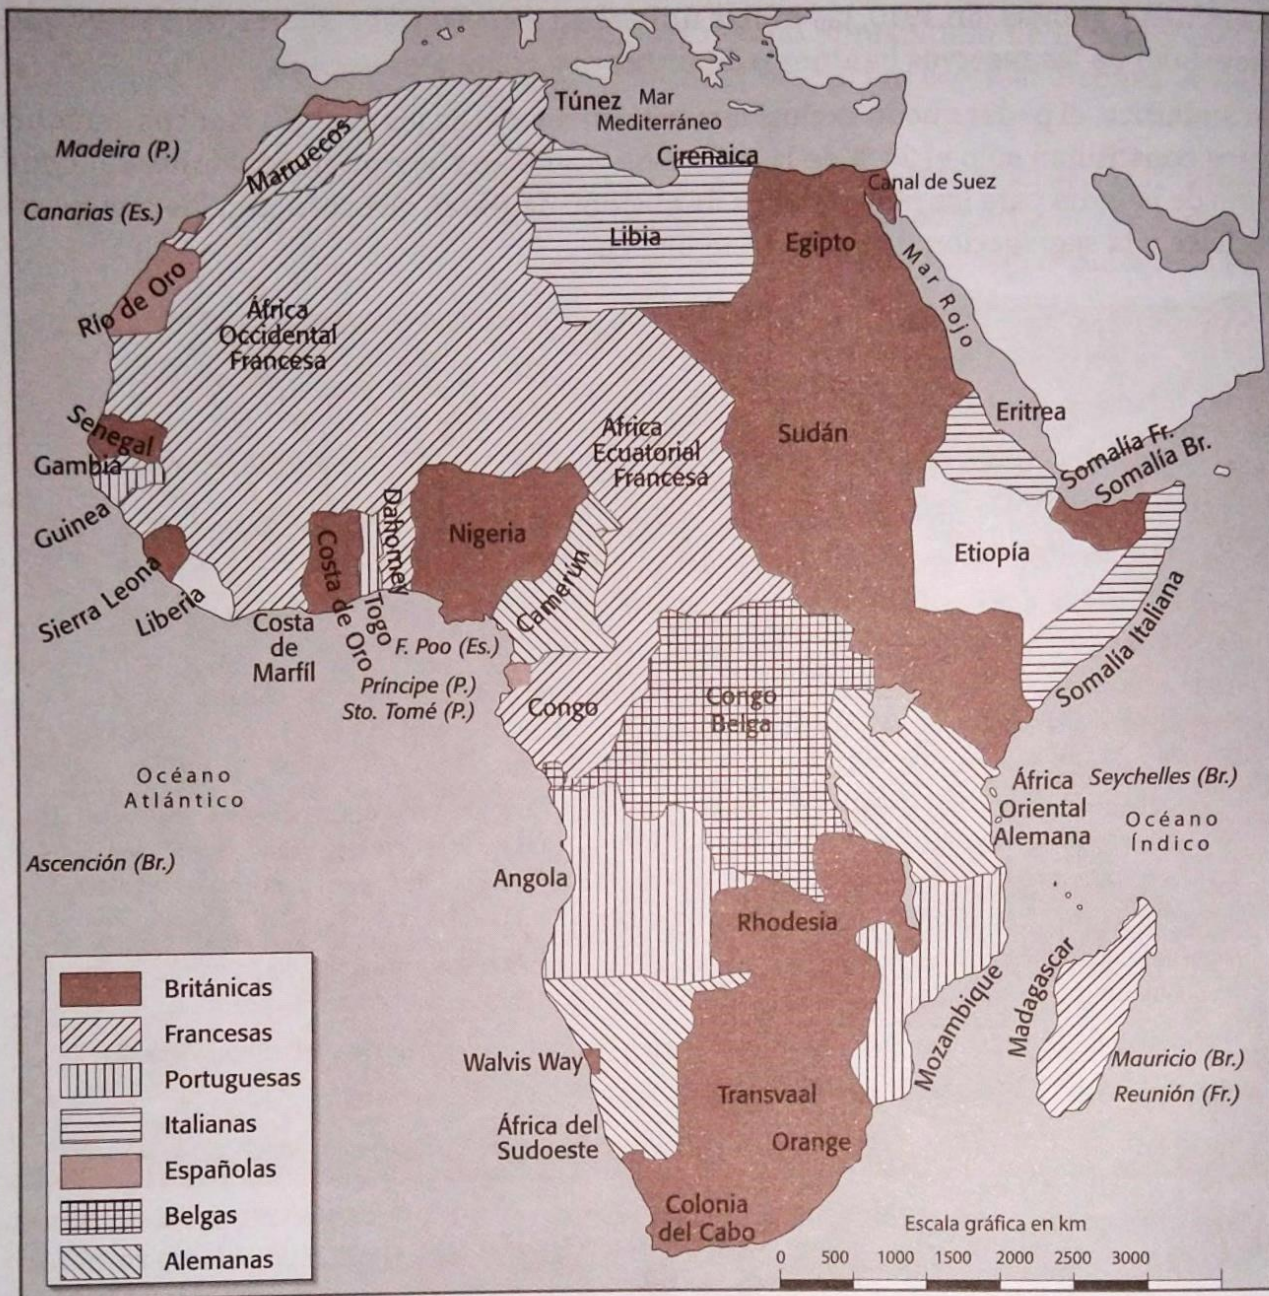 Túnez
Mar
Mediterráneo
Madeira (P.)
Marruecos
Cirenaica
Canal de Suez
Canarias (Es.)
Libia
Egipto
Mar Rojo
Río de Oro
África
Occidental
Francesa
Eritrea
Senegal
África
Ecuatorial
Francesa
Sudán
Somalía Fr.
Somalía Br.
Gambia
Guinea
Dahomey
Nigeria
Costa de Oro
Etiopía
Sierra Leona
Liberia
Togo
Camerún
Costa
de
Marfíl
F. Poo (Es.)
Somalía Italiana
Príncipe (P.)
Sto. Tomé (P.)
Congo
Congo
Belga
Océano
Atlántico
África
Oriental
Alemana
Seychelles (Br.)
Océano
Índico
Ascención (Br.)
Angola
Rhodesia
Mozambique
Madagascar
Británicas
Francesas
Portuguesas
Italianas
Españolas
Belgas
Alemanas
Walvis Way
Mauricio (Br.)
Reunión (Fr.)
Transvaal
África del
Sudoeste
Orange
Colonia
del Cabo
Escala gráfica en km
0 500 1000 1500 2000 2500 3000